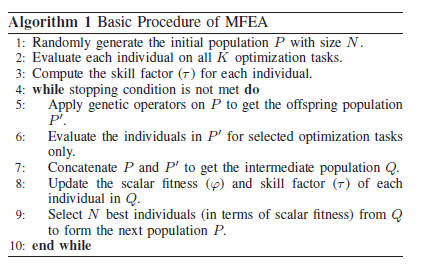 Algorithm 1 Basic Procedure of MFEA
1: Randomly generate the initial population P with size N.
2: Evaluate each individual on all K optimization tasks.
3: Compute the skill factor (τ) for each individual.
4: while stopping condition is not met do
5: Apply genetic operators on P to get the offspring population
P′.
6: Evaluate the individuals in P′ for selected optimization tasks
only.
7: Concatenate P and P′ to get the intermediate population Q.
8: Update the scalar fitness (φ) and skill factor (τ) of each
individual in Q.
9: Select N best individuals (in terms of scalar fitness) from Q
to form the next population P.
10: end while